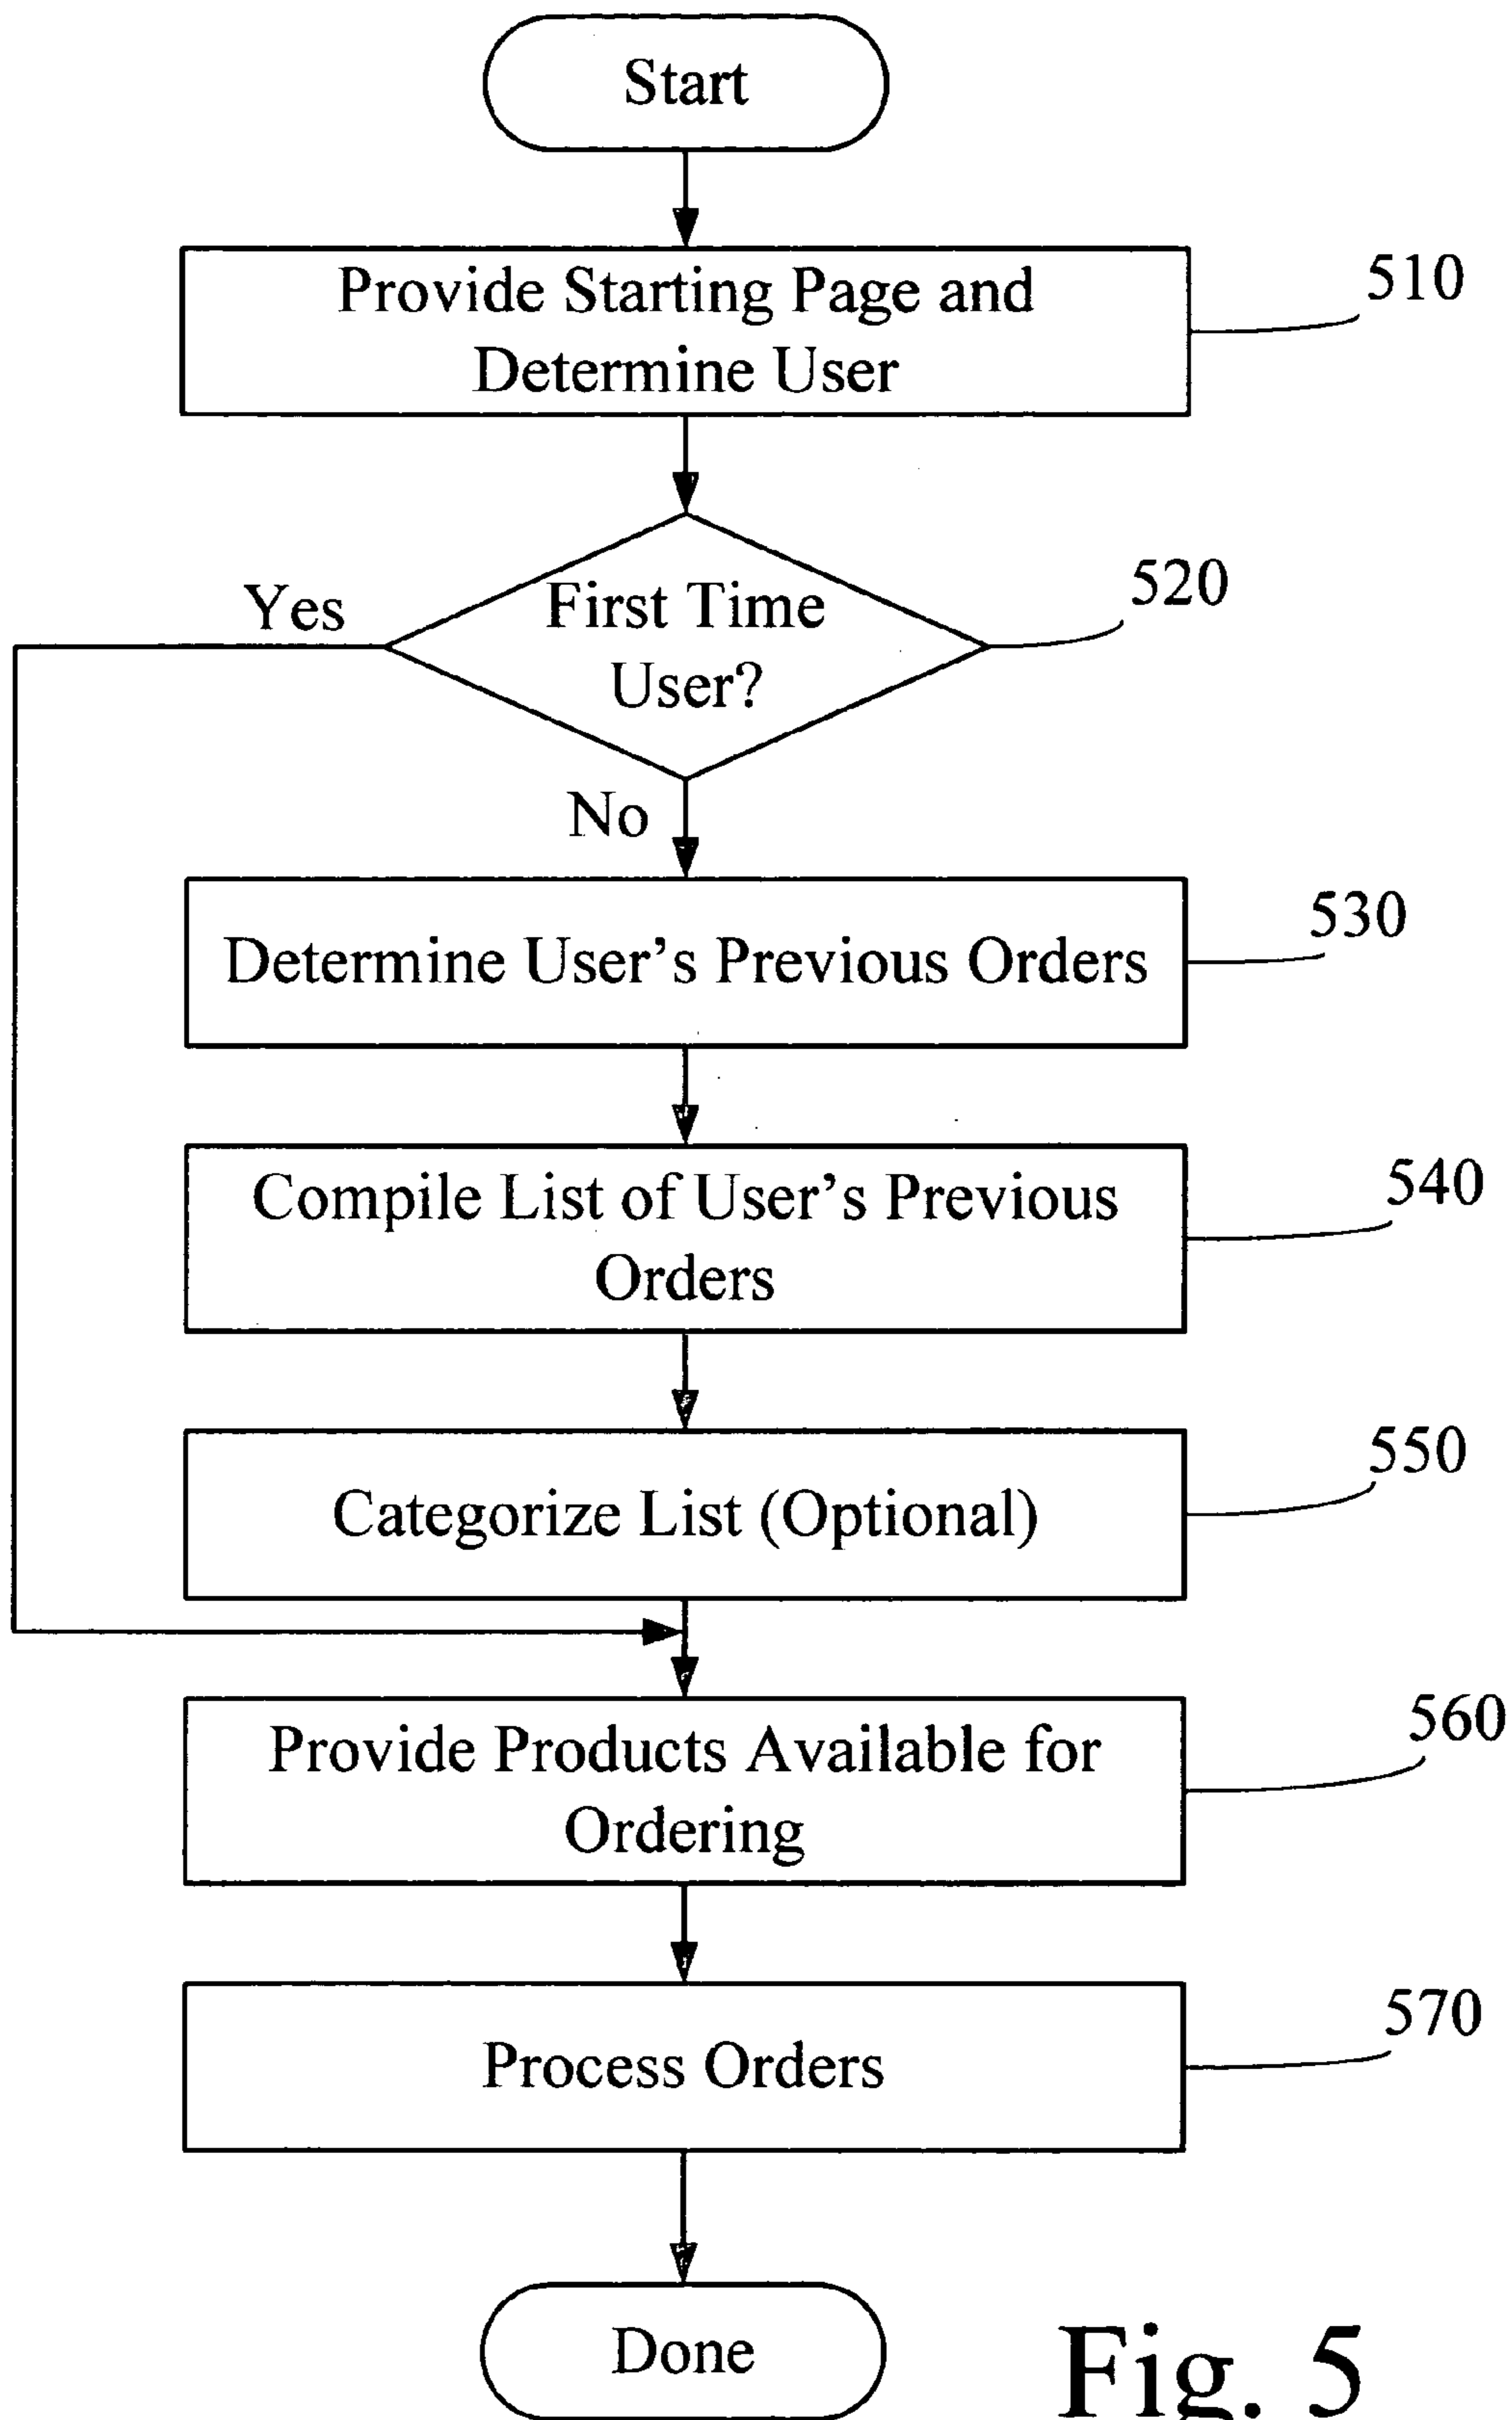 Start
Provide Starting Page and
Determine User
510
First Time
User?
520
Yes
No
Determine User's Previous Orders
530
Compile List of User's Previous
Orders
540
Categorize List (Optional)
550
Provide Products Available for
Ordering
560
Process Orders
570
Done
Fig. 5